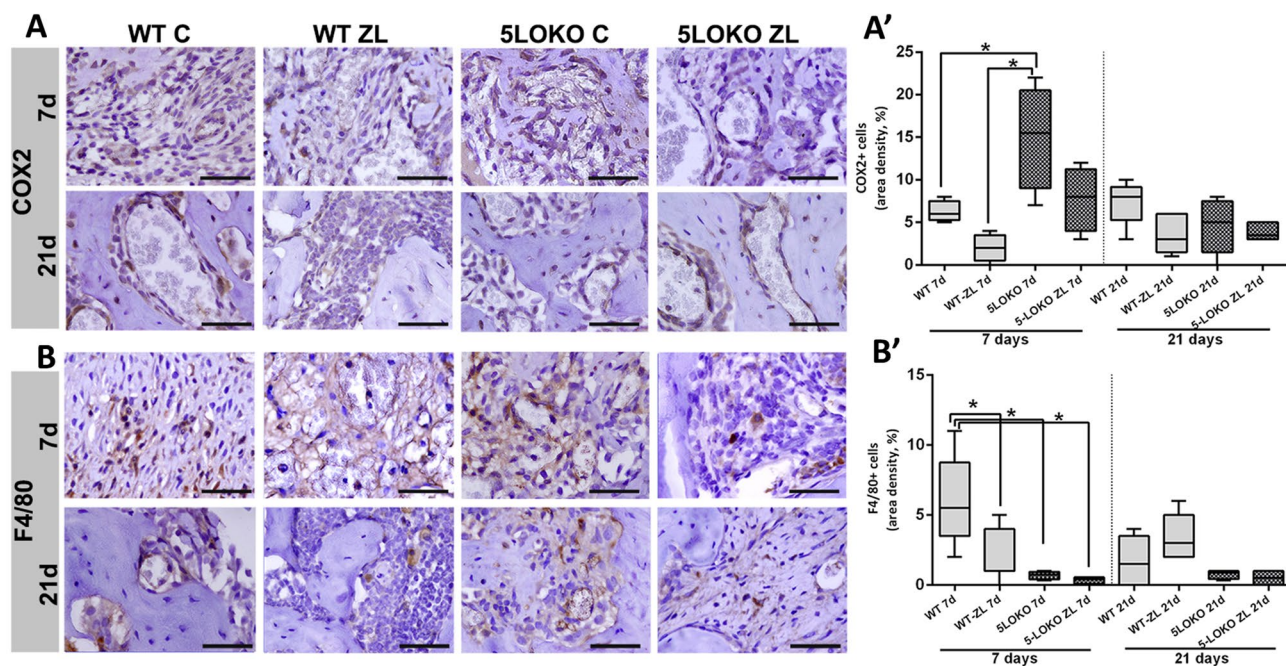 A
WT C
WT ZL
5LOKO C
5LOKO ZL
COX2
7d
21d
A'
COX2+ cells
(area density, %)
25
20
15
10
5
0
*
*
WT 7d
WT-ZL 7d
5LOKO 7d
5-LOKO ZL 7d
WT 21d
WT-ZL 21d
5LOKO 21d
5-LOKO ZL 21d
7 days
21 days
B
F4/80
7d
21d
B'
F4/80+ cells
(area density, %)
15
10
5
0
*
*
*
WT 7d
WT-ZL 7d
5LOKO 7d
5-LOKO ZL 7d
WT 21d
WT-ZL 21d
5LOKO 21d
5-LOKO ZL 21d
7 days
21 days